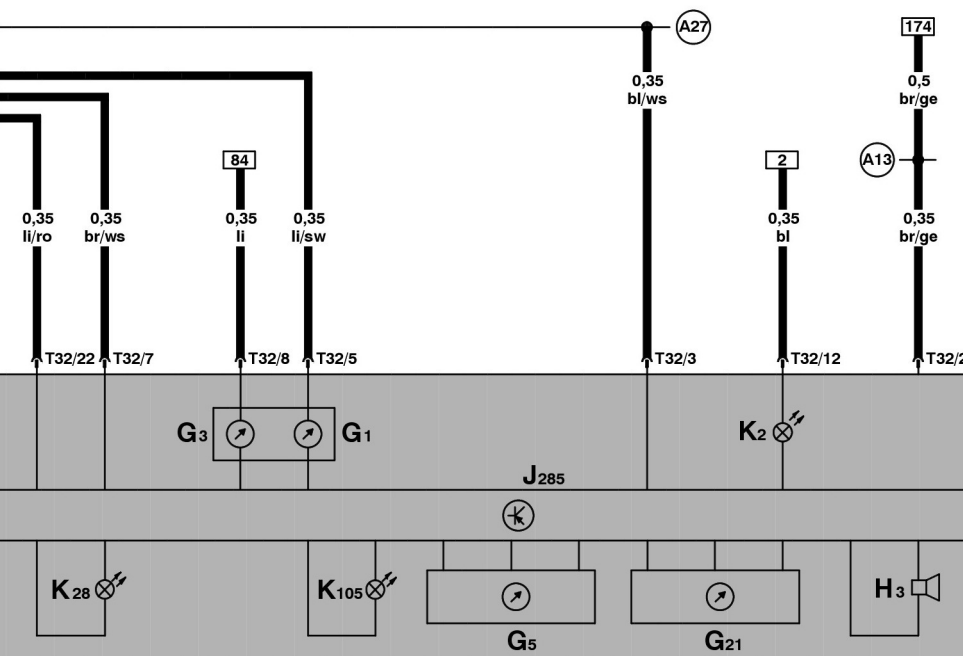 A27
174
0,35
bl/ws
0,5
br/ge
84
2
A13
0,35
li/ro
0,35
br/ws
0,35
li
0,35
li/sw
0,35
bl
0,35
br/ge
T32/22
T32/7
T32/8
T32/5
T32/3
T32/12
T32/2
G3
G1
K2
J285
K28
K105
H3
G5
G21